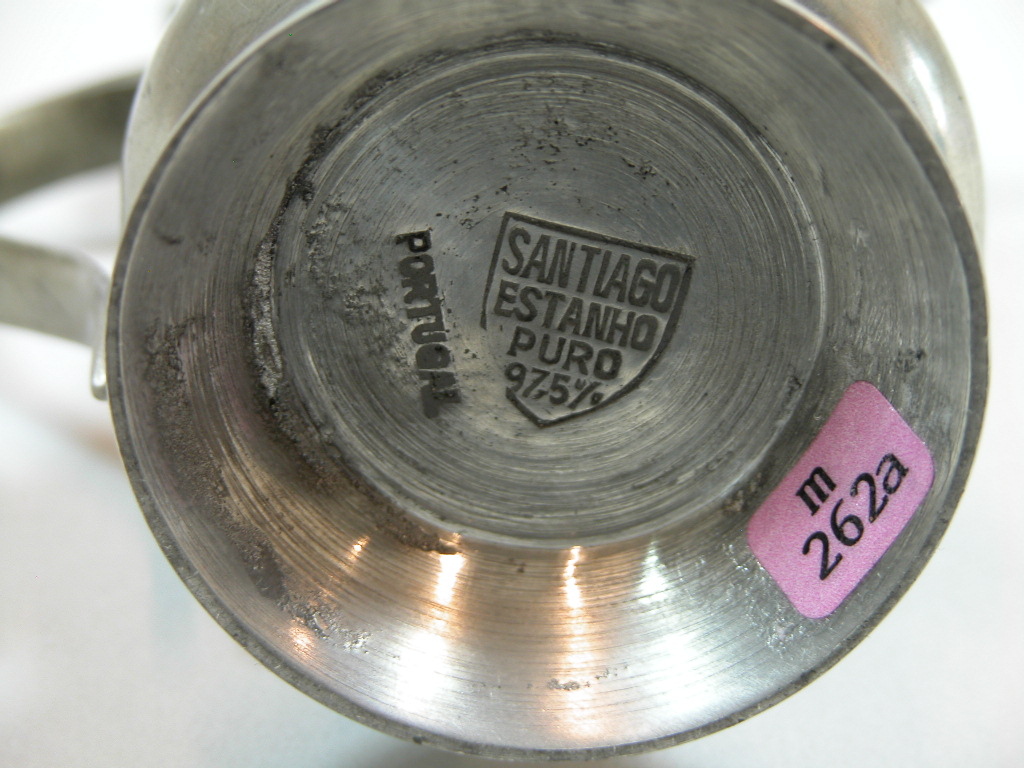 SANTIAGO
ESTANHO
PURO
97,5%
PORTUGAL
m
262a